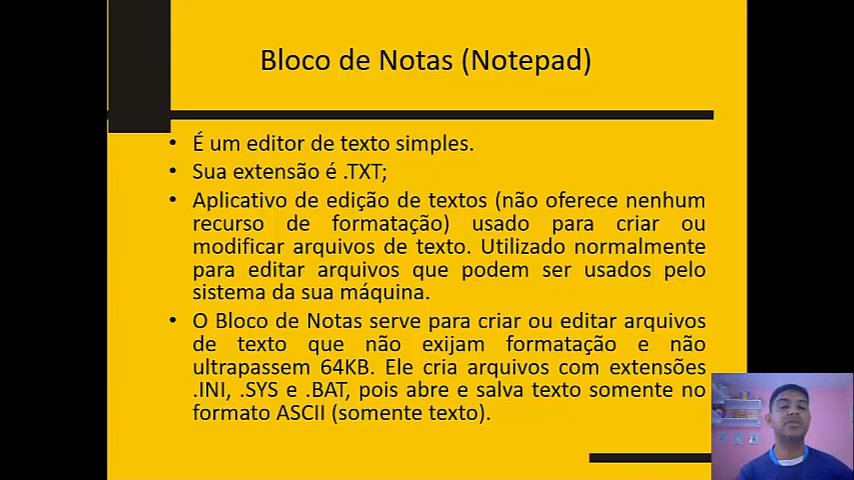 Bloco de Notas (Notepad)
• É um editor de texto simples.
• Sua extensão é .TXT;
• Aplicativo de edição de textos (não oferece nenhum
recurso de formatação) usado para criar ou
modificar arquivos de texto. Utilizado normalmente
para editar arquivos que podem ser usados pelo
sistema da sua máquina.
• O Bloco de Notas serve para criar ou editar arquivos
de texto que não exijam formatação e não
ultrapassem 64KB. Ele cria arquivos com extensões
.INI, .SYS e .BAT, pois abre e salva texto somente no
formato ASCII (somente texto).